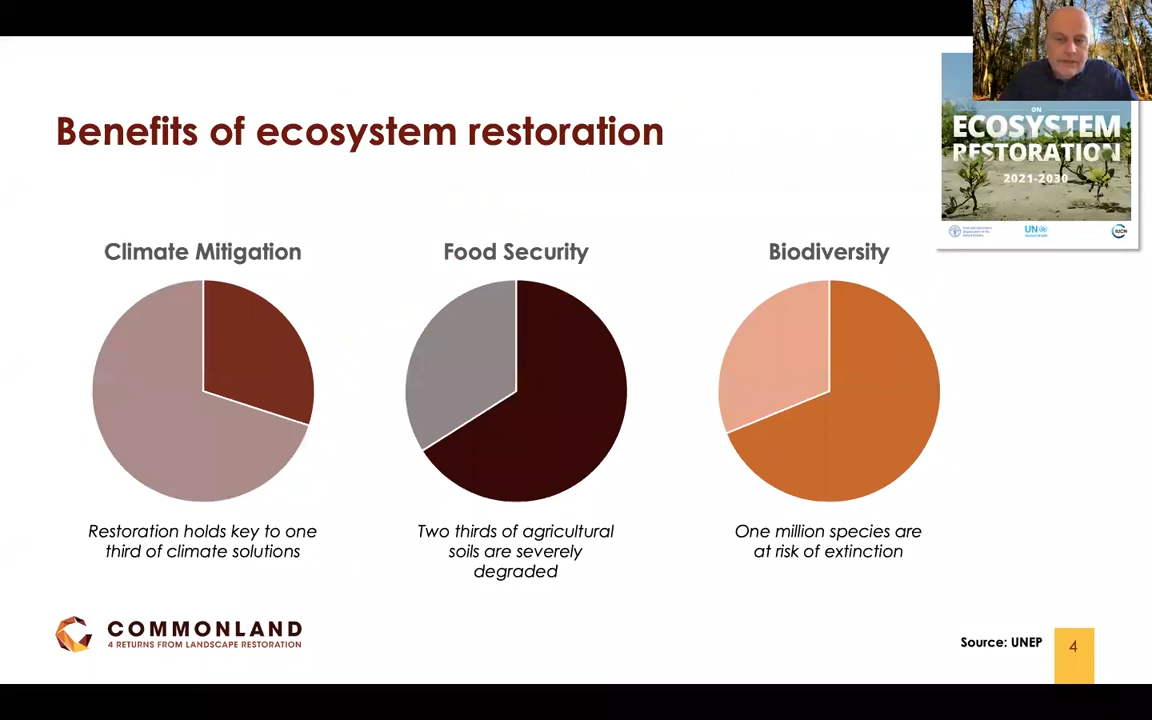 Benefits of ecosystem restoration
ON
ECOSYSTEM
RESTORATION
2021-2030
UN
IUCN
Climate Mitigation
Food Security
Biodiversity
Restoration holds key to one
third of climate solutions
Two thirds of agricultural
soils are severely
degraded
One million species are
at risk of extinction
COMMONLAND
4 RETURNS FROM LANDSCAPE RESTORATION
Source: UNEP
4